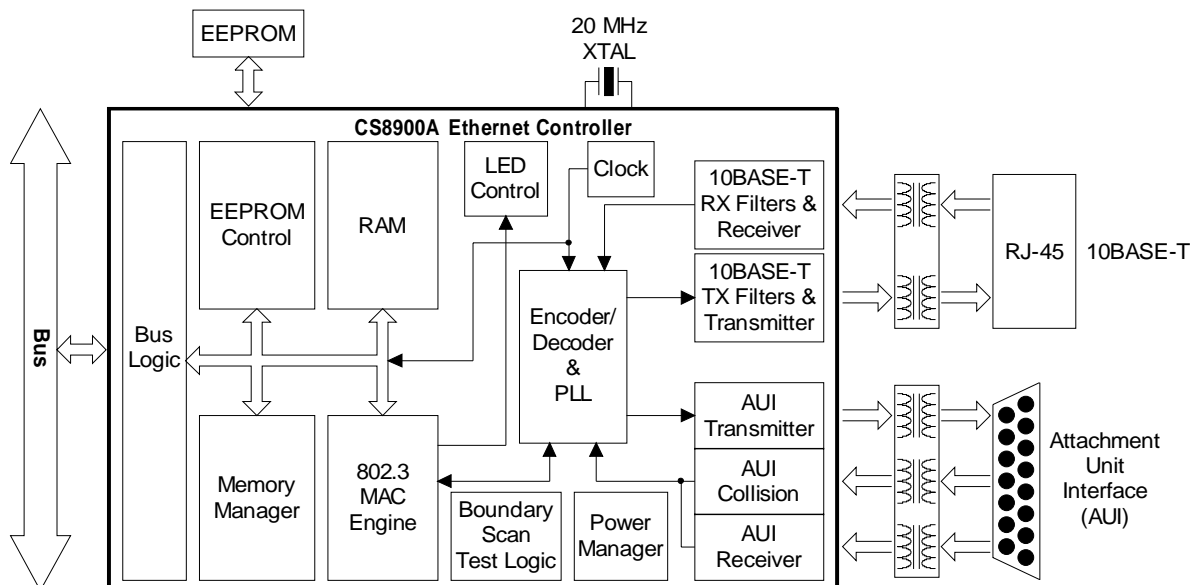 EEPROM
20 MHz
XTAL
CS8900A Ethernet Controller
Bus
Bus
Logic
EEPROM
Control
RAM
LED
Control
Clock
10BASE-T
RX Filters &
Receiver
10BASE-T
TX Filters &
Transmitter
RJ-45
10BASE-T
Encoder/
Decoder
&
PLL
Memory
Manager
802.3
MAC
Engine
Boundary
Scan
Test Logic
Power
Manager
AUI
Transmitter
AUI
Collision
AUI
Receiver
Attachment
Unit
Interface
(AUI)